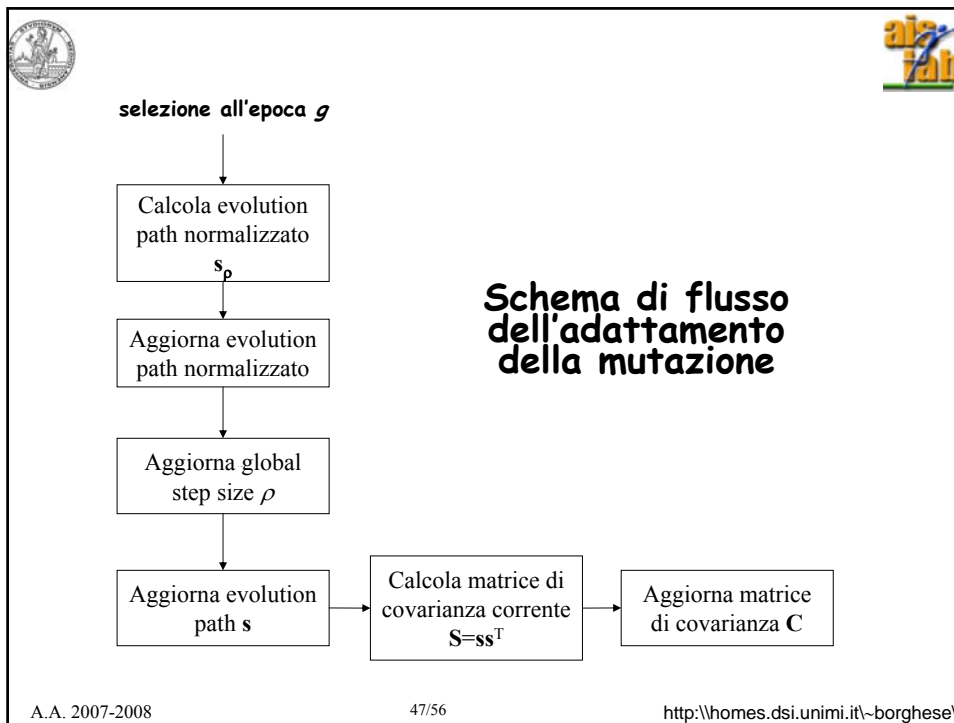 selezione all'epoca g
Calcola evolution
path normalizzato
sρ
Aggiorna evolution
path normalizzato
Aggiorna global
step size ρ
Aggiorna evolution
path s
Calcola matrice di
covarianza corrente
S=ssᵀ
Aggiorna matrice
di covarianza C
Schema di flusso
dell'adattamento
della mutazione
A.A. 2007-2008
47/56
http:\\homes.dsi.unimi.it\~borghese\